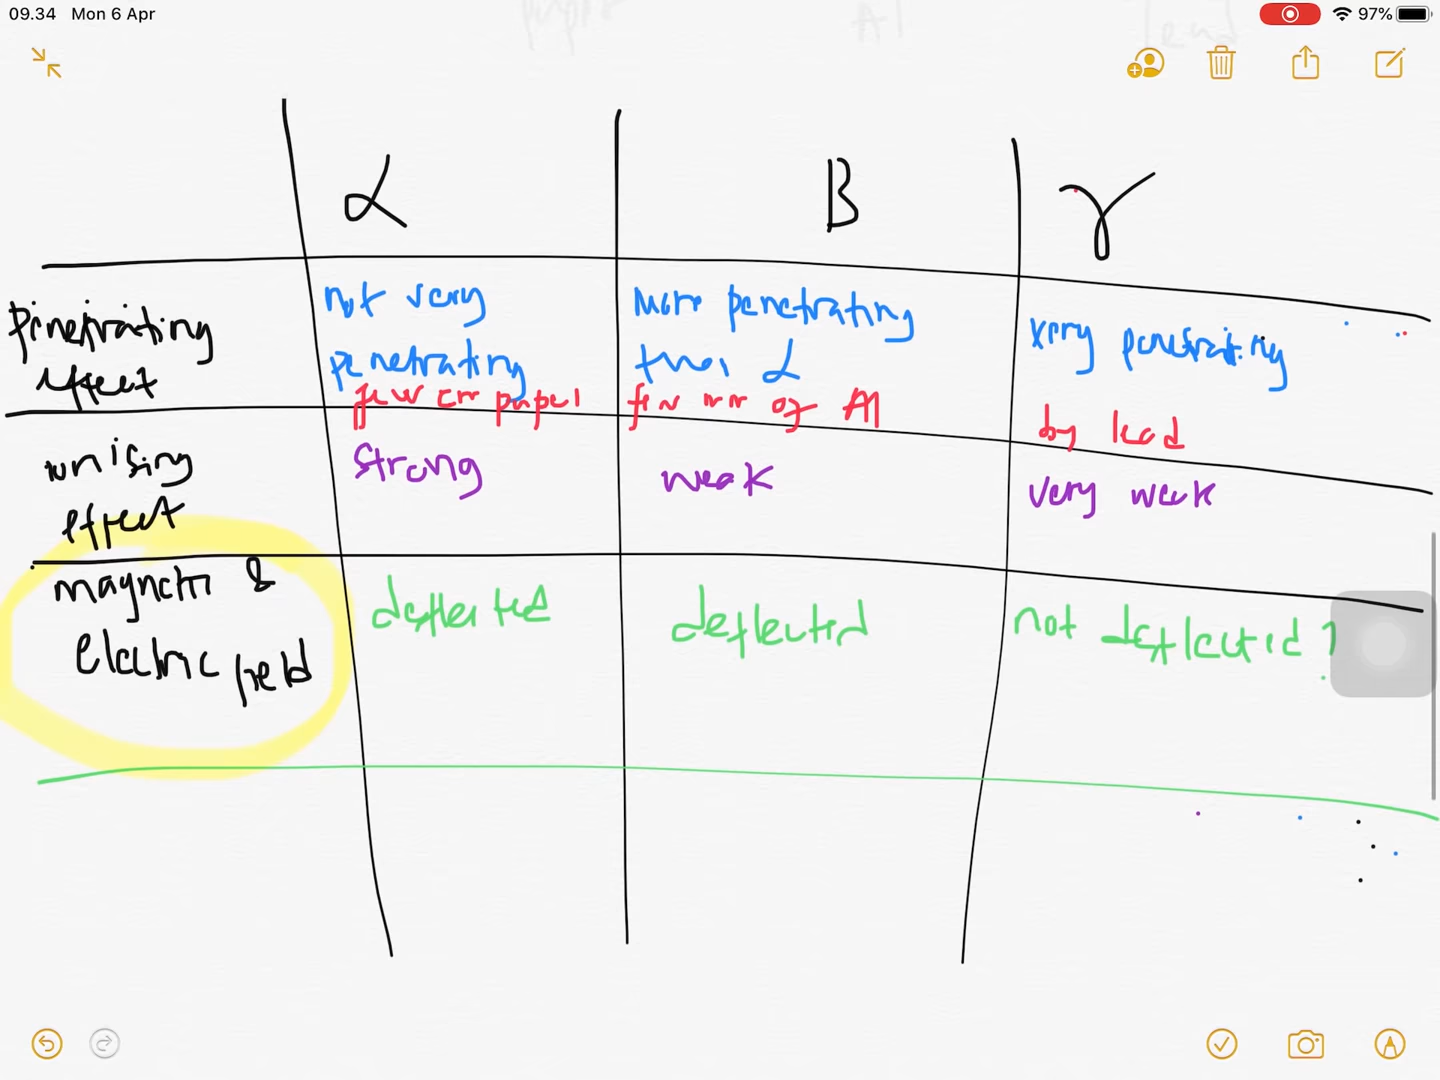 09.34 Mon 6 Apr 97%
α B γ
penetrating effect
not very penetrating
few cm paper
more penetrating than α
few mm of Al
very penetrating
by lead
ionising effect
strong
weak
very weak
magnetic &
electric field
deflected
deflected
not deflected